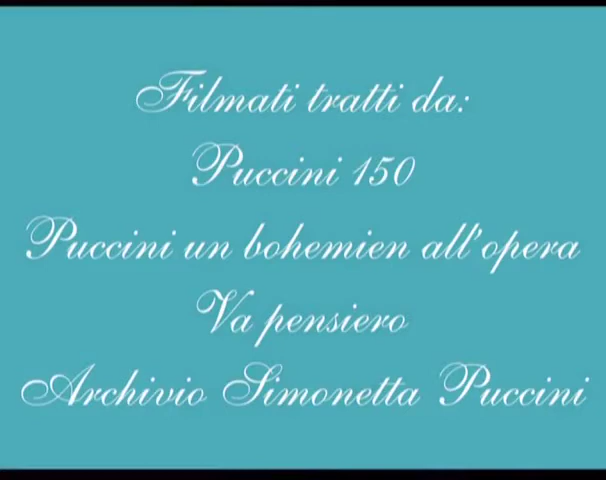 Filmati tratti da:
Puccini 150
Puccini un bohemien all'opera
Va pensiero
Archivio Simonetta Puccini